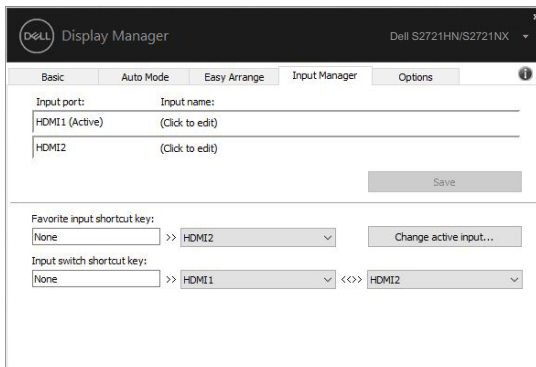 DELL Display Manager Dell S2721HN/S2721NX
Basic Auto Mode Easy Arrange Input Manager Options
Input port: Input name:
HDMI1 (Active) (Click to edit)
HDMI2 (Click to edit)
Save
Favorite input shortcut key:
None >> HDMI2 Change active input...
Input switch shortcut key:
None >> HDMI1 <<>> HDMI2